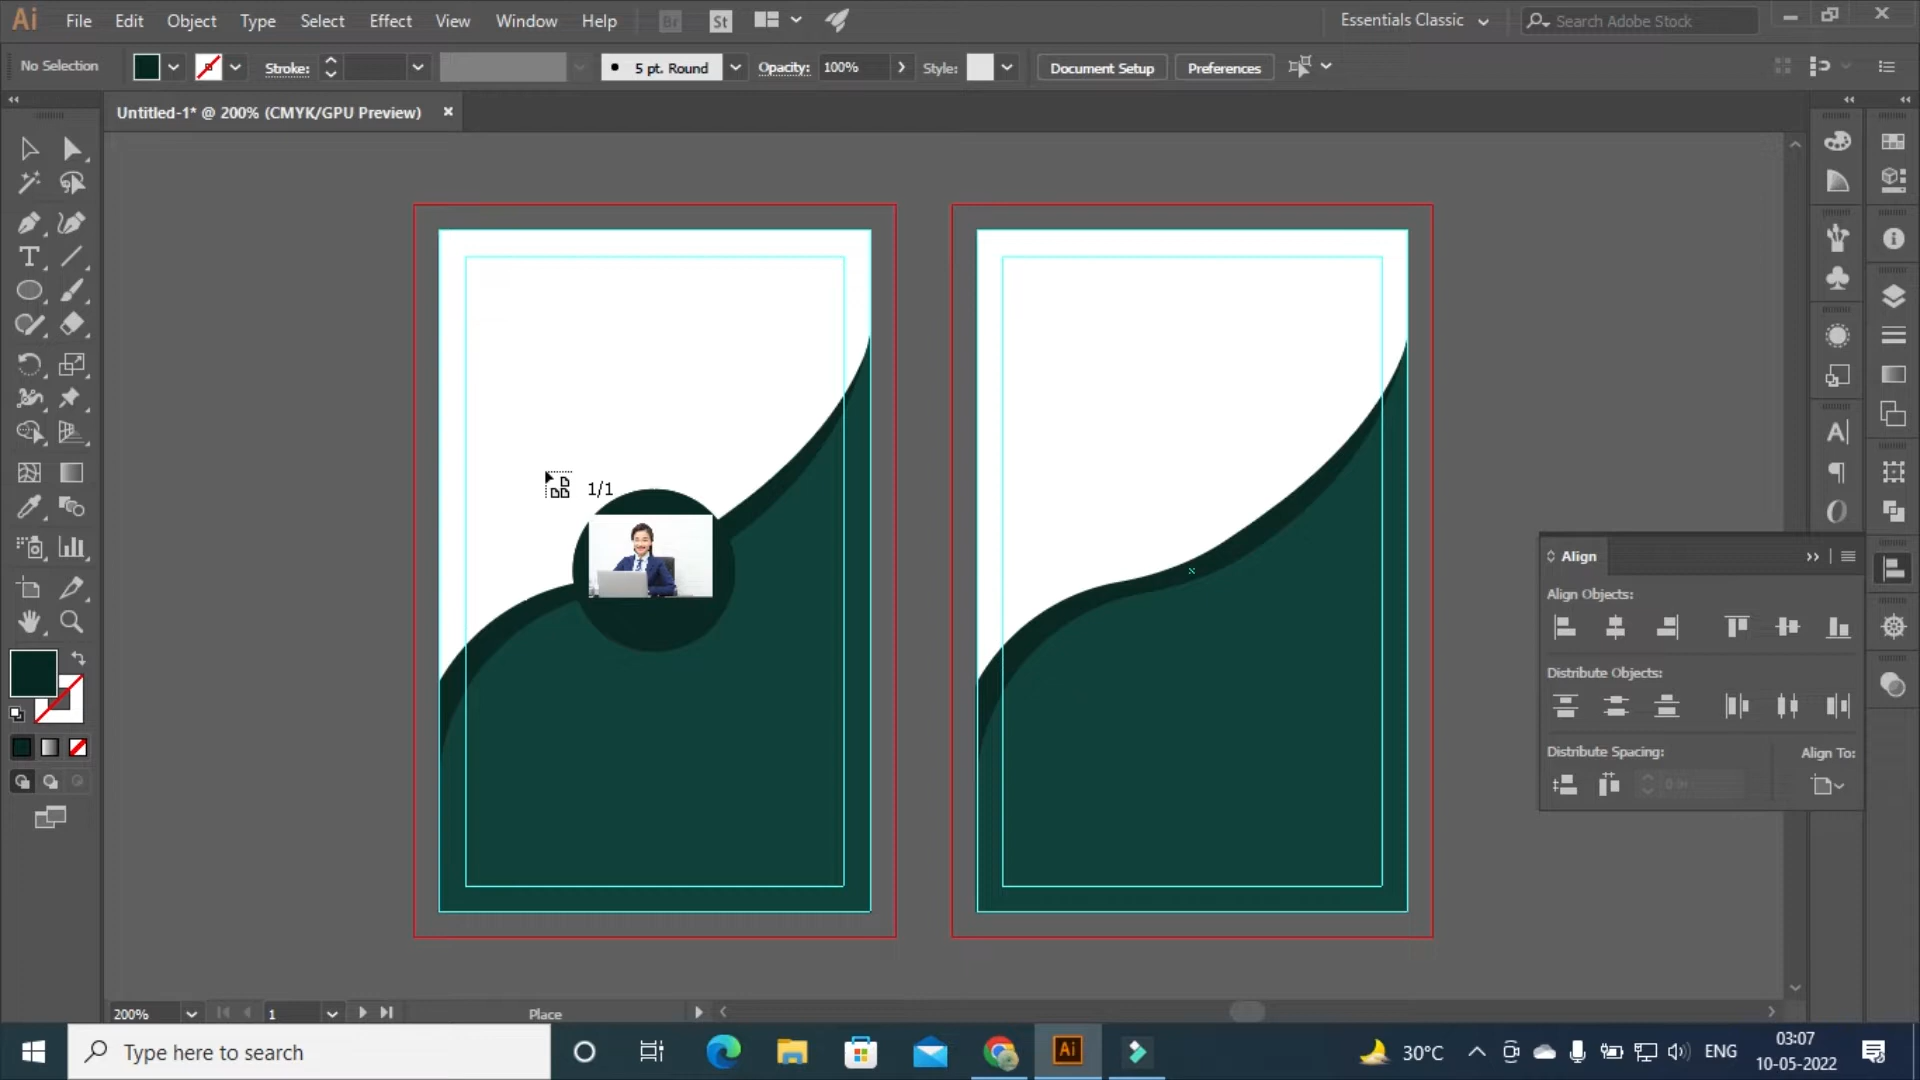 Ai File Edit Object Type Select Effect View Window Help Br St Essentials Classic Search Adobe Stock
No Selection Stroke: 5 pt. Round Opacity: 100% Style: Document Setup Preferences
Untitled-1* @ 200% (CMYK/GPU Preview)
1/1
Align
Align Objects:
Distribute Objects:
Distribute Spacing: Align To:
200% 1 Place
Type here to search Ai 30°C ENG 03:07
10-05-2022